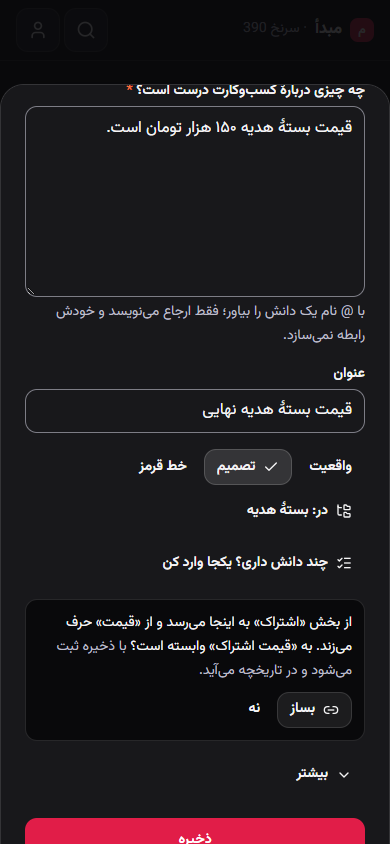 مبدأ · سرنخ 390
م
چه چیزی دربارهٔ کسب‌وکارت درست است؟ *
قیمت بستهٔ هدیه ۱۵۰ هزار تومان است.
با @ نام یک دانش را بیاور؛ فقط ارجاع می‌نویسد و خودش
رابطه نمی‌سازد.
عنوان
قیمت بستهٔ هدیه نهایی
واقعیت تصمیم خط قرمز
در: بستهٔ هدیه
چند دانش داری؟ یکجا وارد کن
از بخش «اشتراک» به اینجا می‌رسد و از «قیمت» حرف
می‌زند. به «قیمت اشتراک» وابسته است؟ با ذخیره ثبت
می‌شود و در تاریخچه می‌آید.
بساز نه
بیشتر
ذخیره